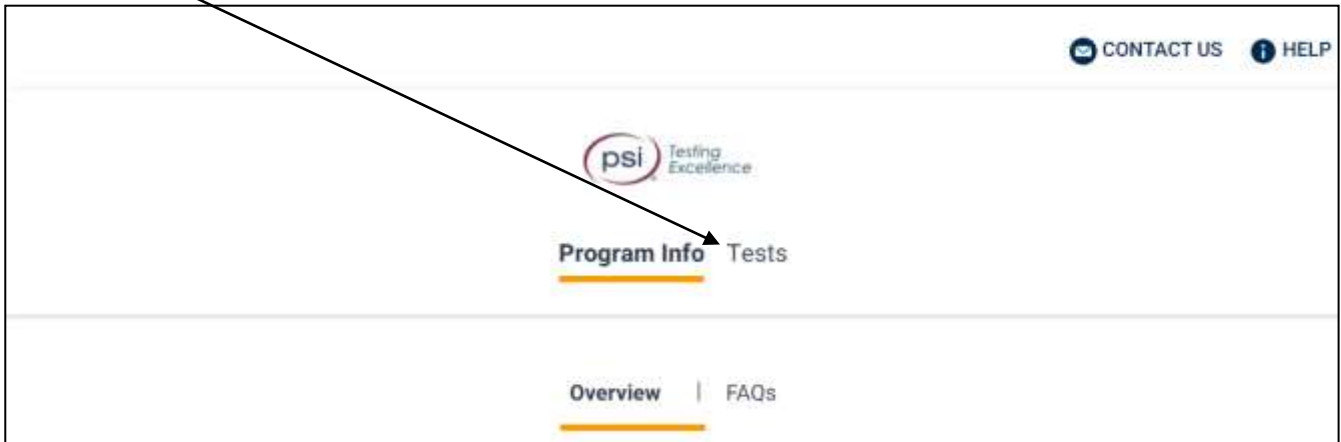 CONTACT US HELP
psi Testing
Excellence
Program Info Tests
Overview | FAQs